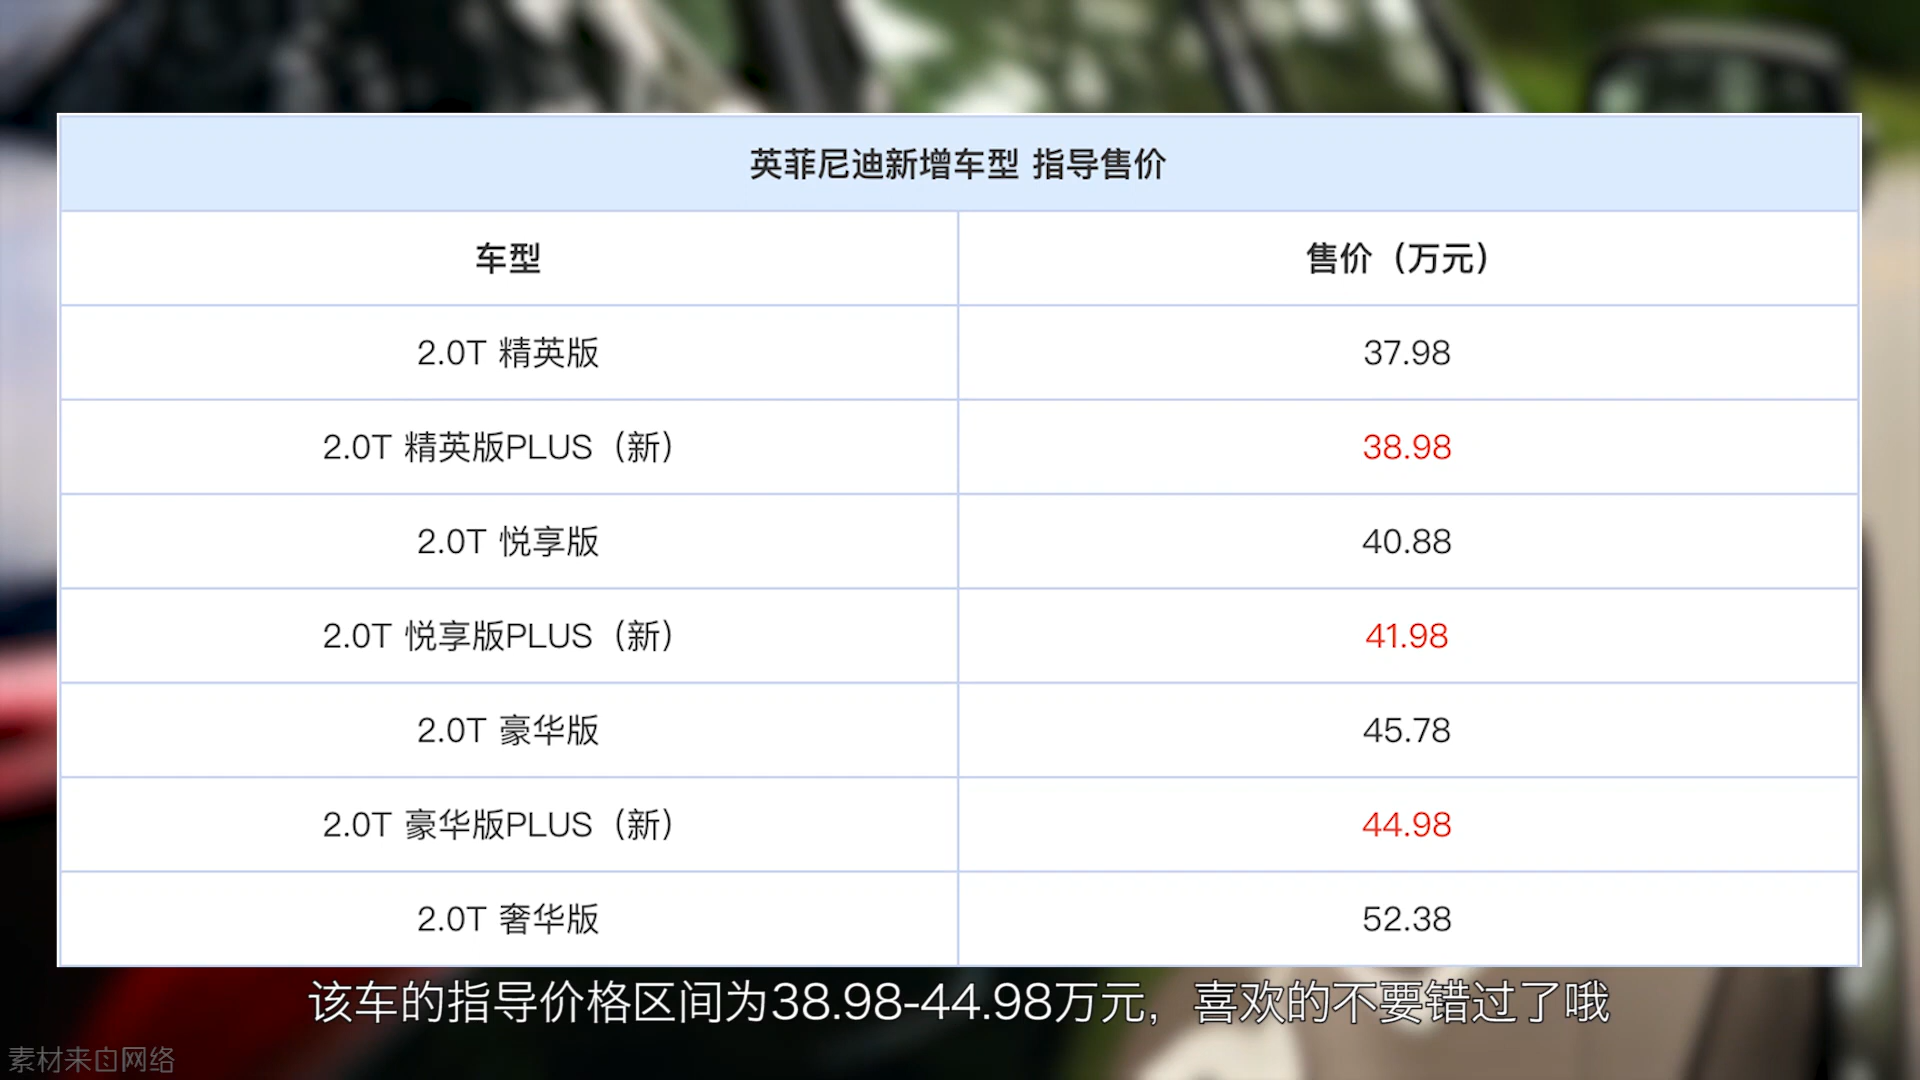 英菲尼迪新增车型 指导售价
车型 售价（万元）
2.0T 精英版 37.98
2.0T 精英版PLUS（新） 38.98
2.0T 悦享版 40.88
2.0T 悦享版PLUS（新） 41.98
2.0T 豪华版 45.78
2.0T 豪华版PLUS（新） 44.98
2.0T 奢华版 52.38
该车的指导价格区间为38.98-44.98万元，喜欢的不要错过了哦
素材来自网络